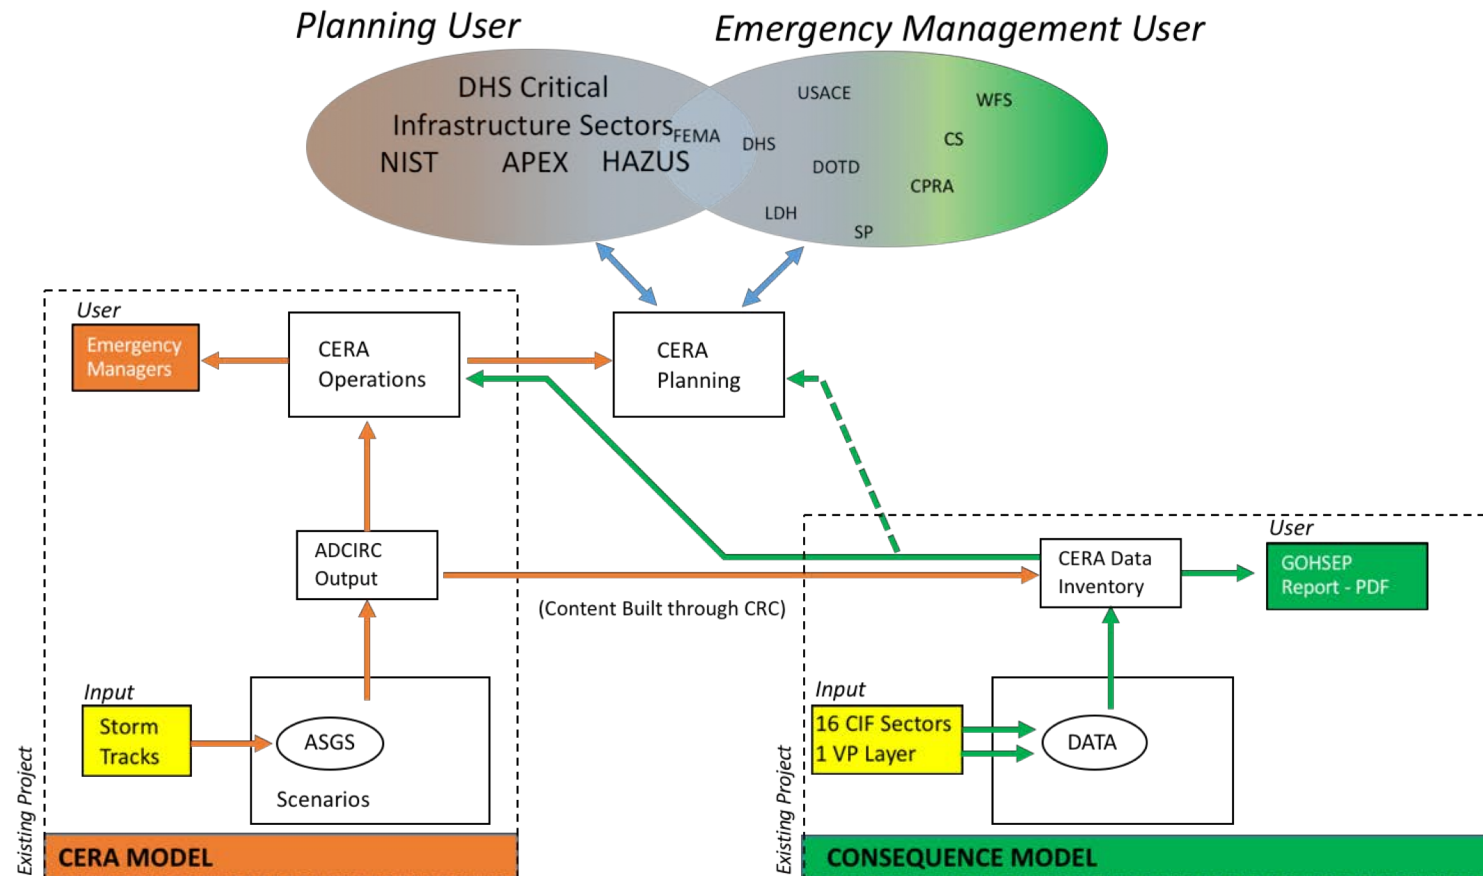 Planning User
Emergency Management User
DHS Critical
Infrastructure Sectors
NIST APEX HAZUS
FEMA
USACE
WFS
DHS
CS
DOTD
CPRA
LDH
SP
User
Emergency
Managers
CERA
Operations
CERA
Planning
ADCIRC
Output
(Content Built through CRC)
CERA Data
Inventory
User
GOHSEP
Report - PDF
Input
Storm
Tracks
ASGS
Scenarios
Input
16 CIF Sectors
1 VP Layer
DATA
Existing Project
CERA MODEL
Existing Project
CONSEQUENCE MODEL